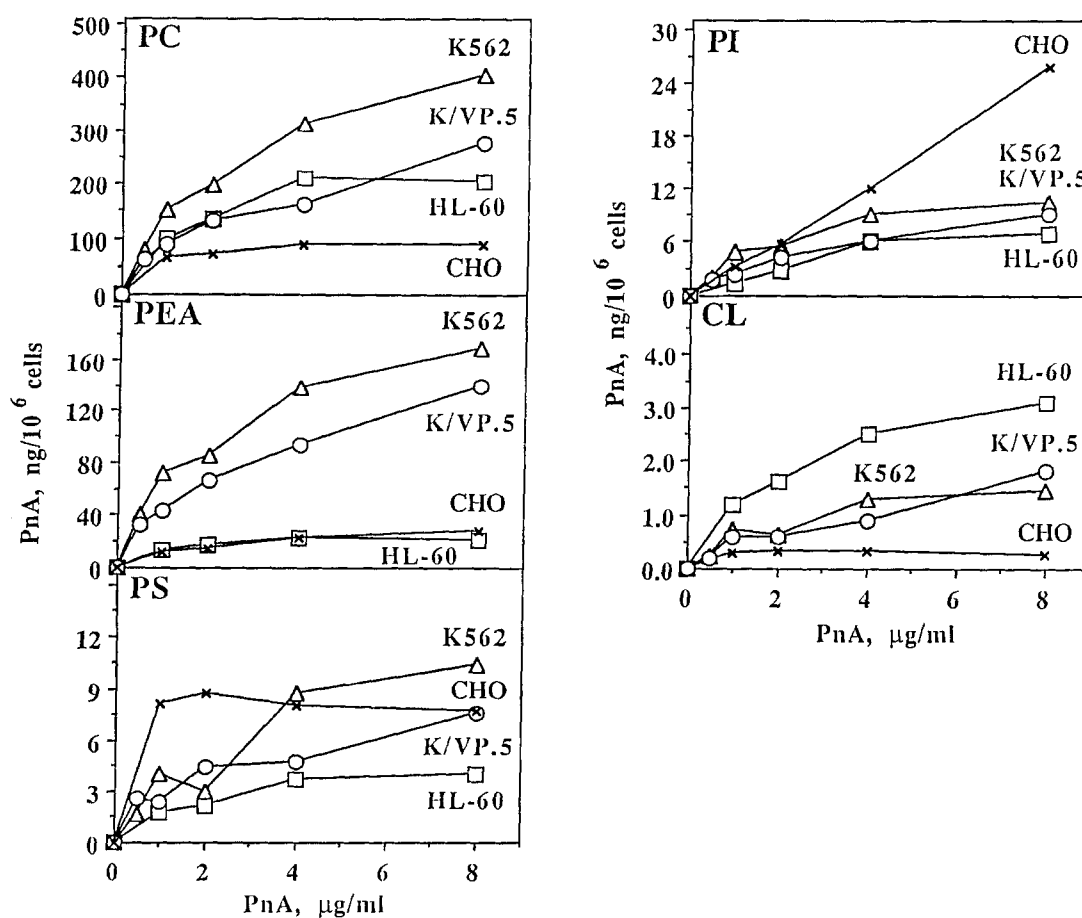 PC
500
400
300
200
100
0
K562
K/VP.5
HL-60
CHO
PEA
160
120
80
40
0
K562
K/VP.5
CHO
HL-60
PS
12
9
6
3
0
K562
CHO
K/VP.5
HL-60
0 2 4 6 8
PnA, µg/ml
PnA, ng/10 6 cells
PI
30
24
18
12
6
0
CHO
K562
K/VP.5
HL-60
CL
4.0
3.0
2.0
1.0
0.0
HL-60
K/VP.5
K562
CHO
0 2 4 6 8
PnA, µg/ml
PnA, ng/10 6 cells